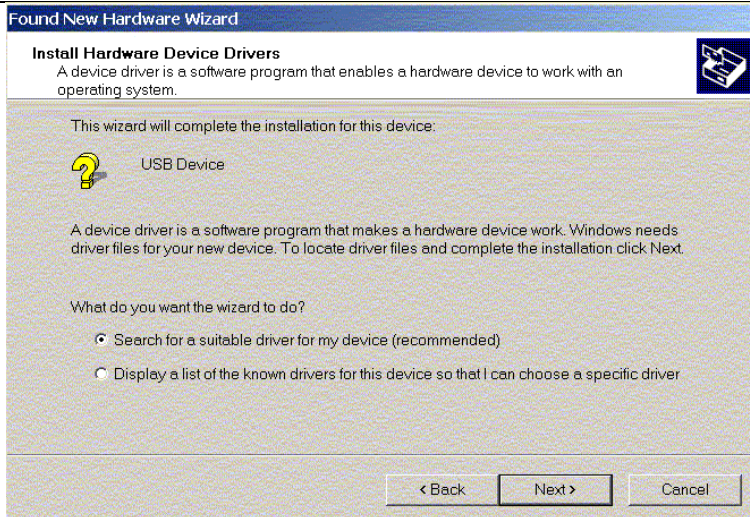 Found New Hardware Wizard
Install Hardware Device Drivers
A device driver is a software program that enables a hardware device to work with an
operating system.
This wizard will complete the installation for this device:
USB Device
A device driver is a software program that makes a hardware device work. Windows needs
driver files for your new device. To locate driver files and complete the installation click Next.
What do you want the wizard to do?
Search for a suitable driver for my device (recommended)
Display a list of the known drivers for this device so that I can choose a specific driver
< Back Next > Cancel